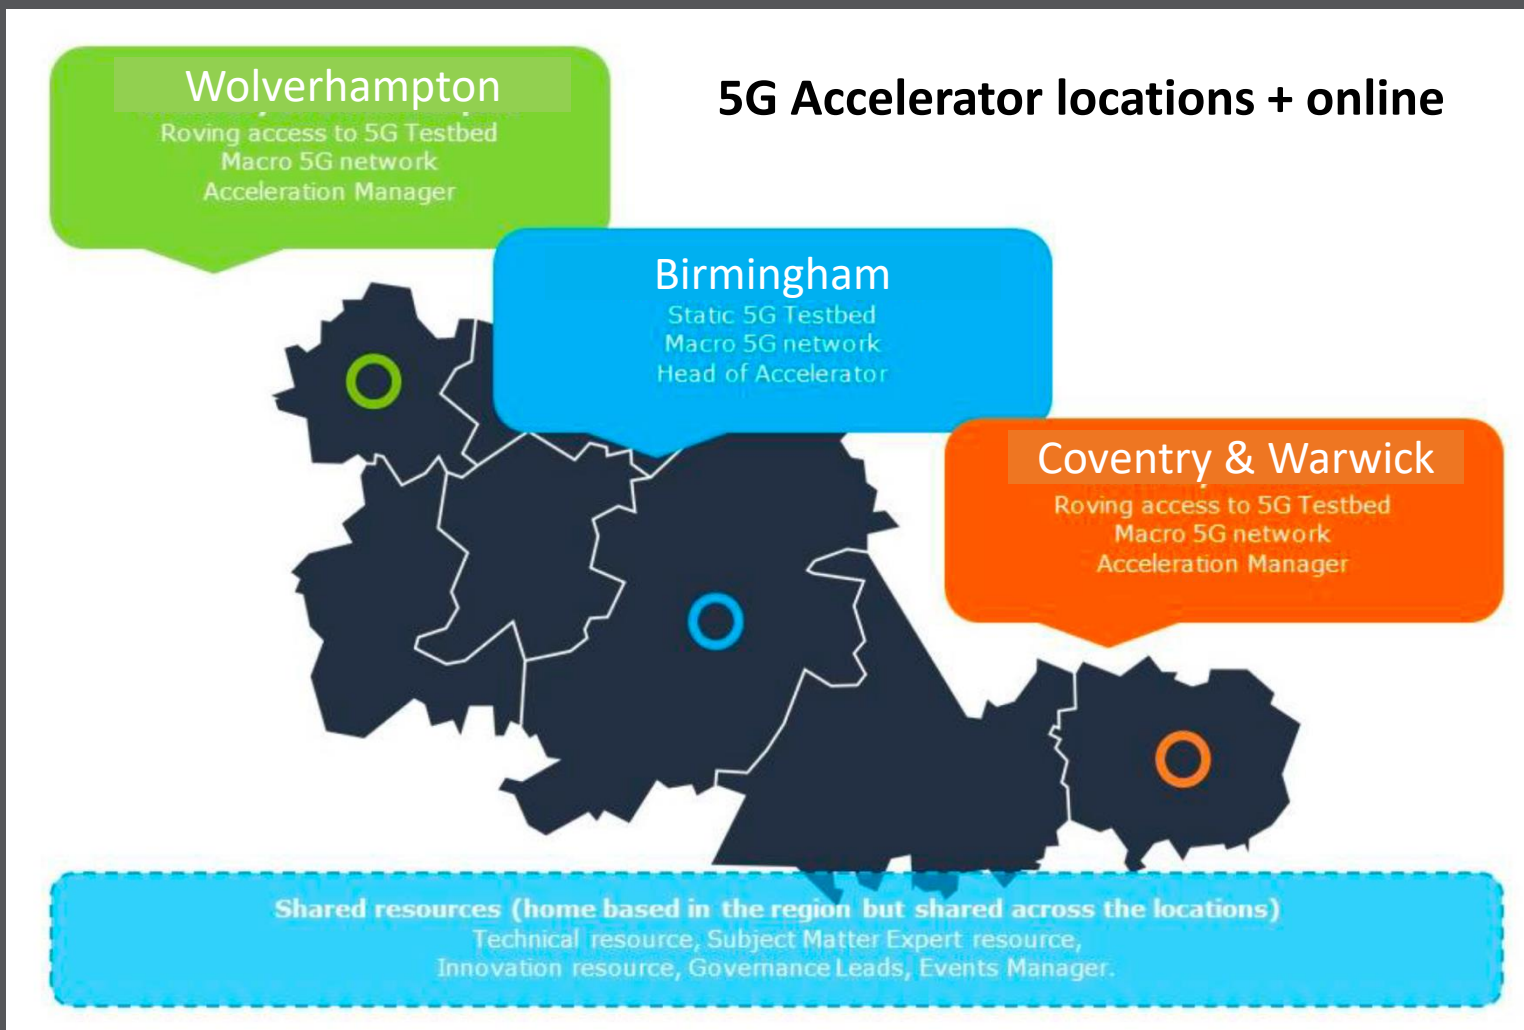 5G Accelerator locations + online
Wolverhampton
Roving access to 5G Testbed
Macro 5G network
Acceleration Manager
Birmingham
Static 5G Testbed
Macro 5G network
Head of Accelerator
Coventry & Warwick
Roving access to 5G Testbed
Macro 5G network
Acceleration Manager
Shared resources (home based in the region but shared across the locations)
Technical resource, Subject Matter Expert resource,
Innovation resource, Governance Leads, Events Manager.